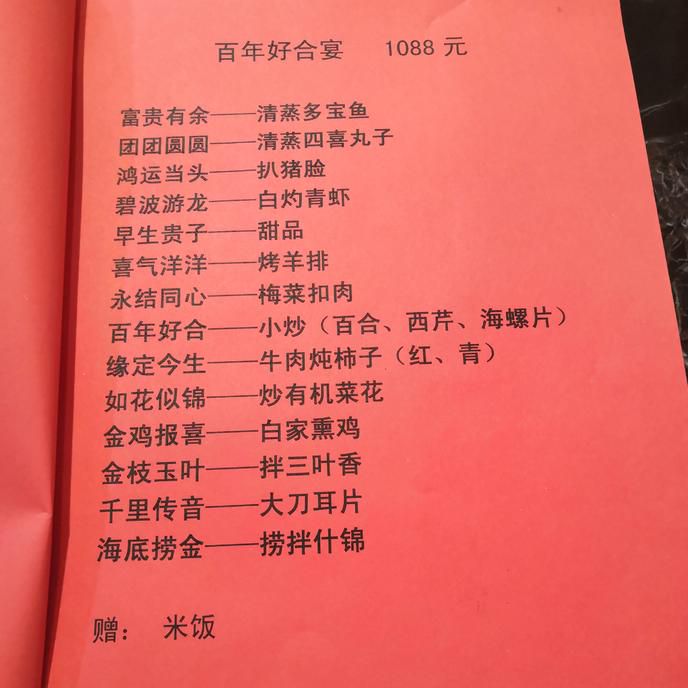 百年好合宴 1088 元
富贵有余——清蒸多宝鱼
团团圆圆——清蒸四喜丸子
鸿运当头——扒猪脸
碧波游龙——白灼青虾
早生贵子——甜品
喜气洋洋——烤羊排
永结同心——梅菜扣肉
百年好合——小炒（百合、西芹、海螺片）
缘定今生——牛肉炖柿子（红、青）
如花似锦——炒有机菜花
金鸡报喜——白家熏鸡
金枝玉叶——拌三叶香
千里传音——大刀耳片
海底捞金——捞拌什锦
赠： 米饭